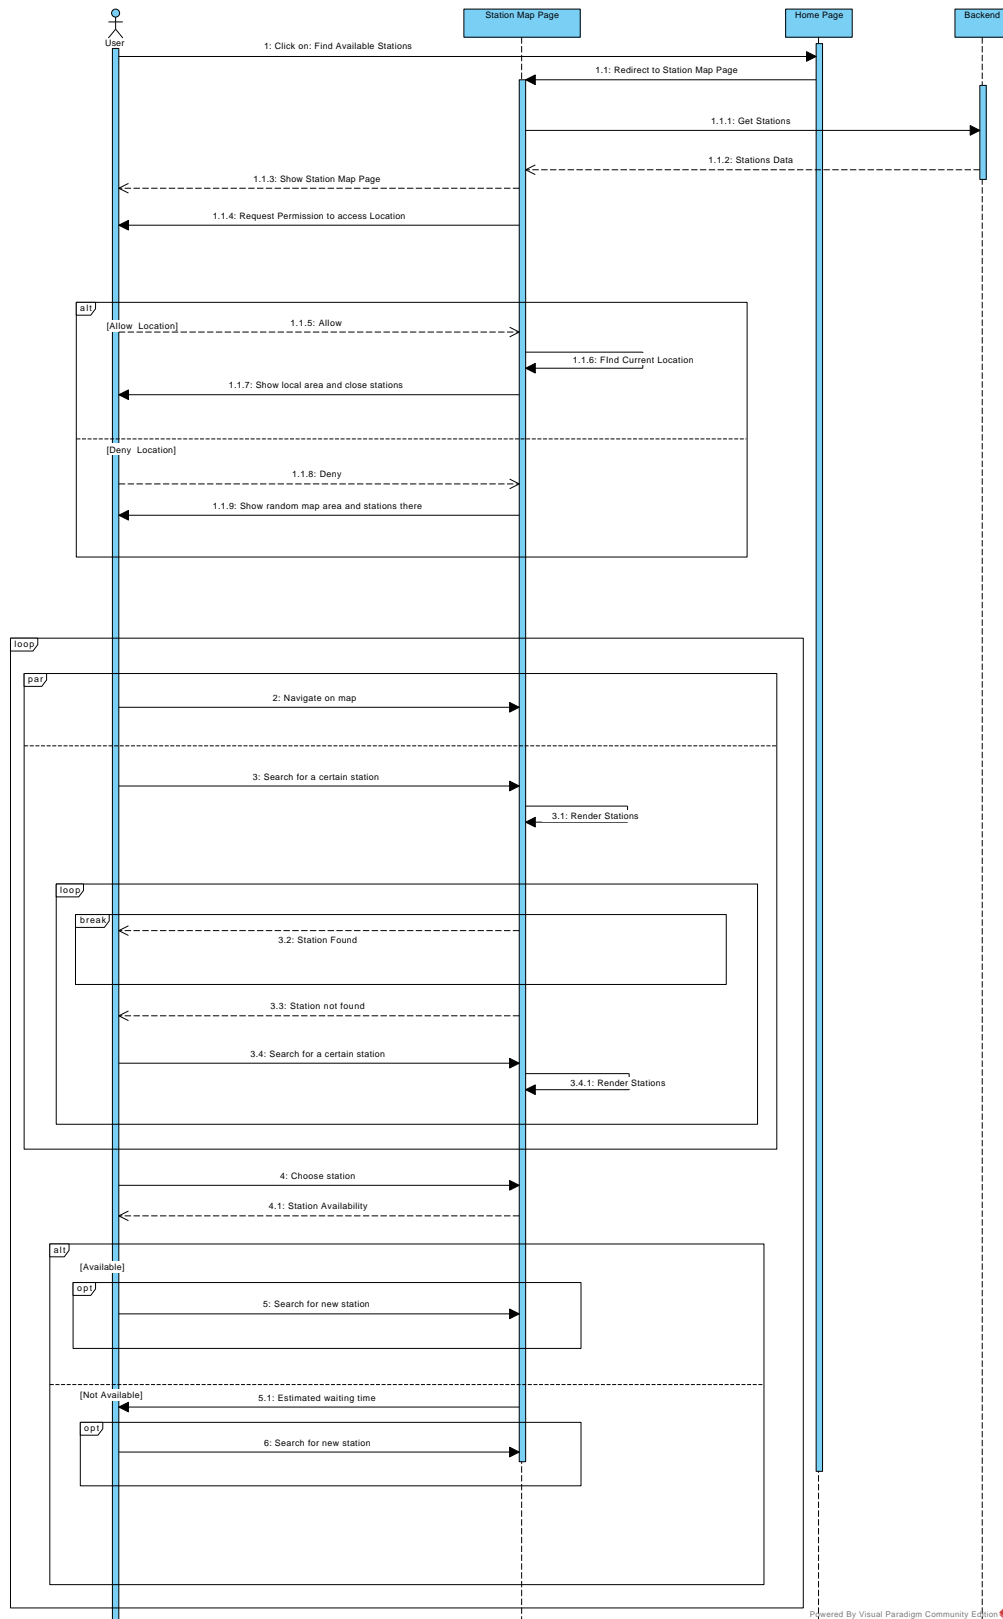 Station Map Page
Home Page
Backend
User
1: Click on: Find Available Stations
1.1: Redirect to Station Map Page
1.1.1: Get Stations
1.1.2: Stations Data
1.1.3: Show Station Map Page
1.1.4: Request Permission to access Location
alt
[Allow Location]
1.1.5: Allow
1.1.6: FInd Current Location
1.1.7: Show local area and close stations
[Deny Location]
1.1.8: Deny
1.1.9: Show random map area and stations there
loop
par
2: Navigate on map
3: Search for a certain station
3.1: Render Stations
loop
break
3.2: Station Found
3.3: Station not found
3.4: Search for a certain station
3.4.1: Render Stations
4: Choose station
4.1: Station Availability
alt
[Available]
opt
5: Search for new station
[Not Available]
5.1: Estimated waiting time
opt
6: Search for new station
Powered By Visual Paradigm Community Edition